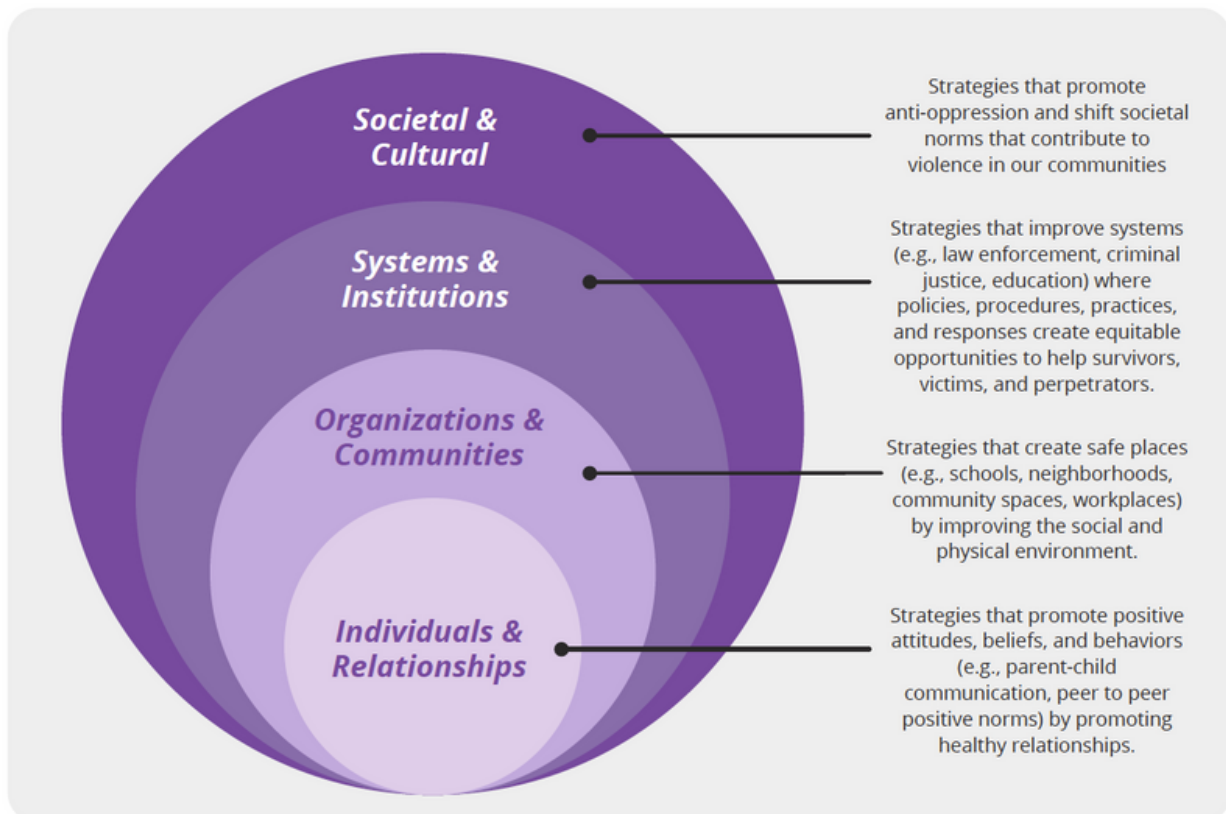 Societal &
Cultural
Strategies that promote
anti-oppression and shift societal
norms that contribute to
violence in our communities
Systems &
Institutions
Strategies that improve systems
(e.g., law enforcement, criminal
justice, education) where
policies, procedures, practices,
and responses create equitable
opportunities to help survivors,
victims, and perpetrators.
Organizations &
Communities
Strategies that create safe places
(e.g., schools, neighborhoods,
community spaces, workplaces)
by improving the social and
physical environment.
Individuals &
Relationships
Strategies that promote positive
attitudes, beliefs, and behaviors
(e.g., parent-child
communication, peer to peer
positive norms) by promoting
healthy relationships.